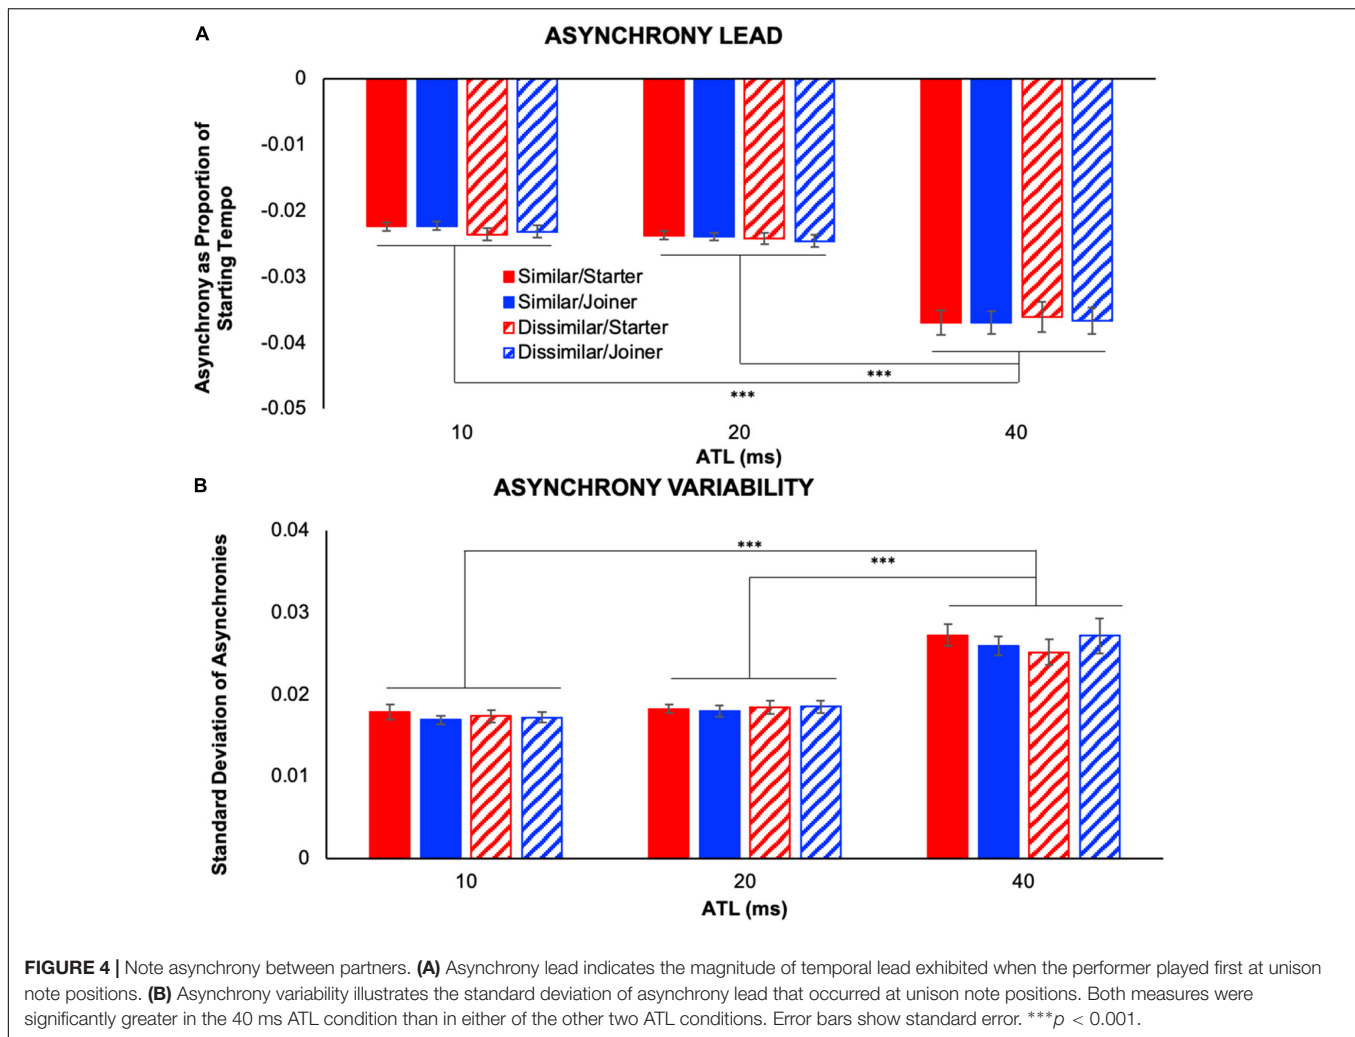 A
ASYNCHRONY LEAD
Asynchrony as Proportion of
Starting Tempo
0
-0.01
-0.02
-0.03
-0.04
-0.05
Similar/Starter
Similar/Joiner
Dissimilar/Starter
Dissimilar/Joiner
***
***
10
20
40
ATL (ms)
B
ASYNCHRONY VARIABILITY
Standard Deviation of Asynchronies
0.04
0.03
0.02
0.01
0
***
***
10
20
40
ATL (ms)
FIGURE 4 | Note asynchrony between partners. (A) Asynchrony lead indicates the magnitude of temporal lead exhibited when the performer played first at unison
note positions. (B) Asynchrony variability illustrates the standard deviation of asynchrony lead that occurred at unison note positions. Both measures were
significantly greater in the 40 ms ATL condition than in either of the other two ATL conditions. Error bars show standard error. ***p < 0.001.